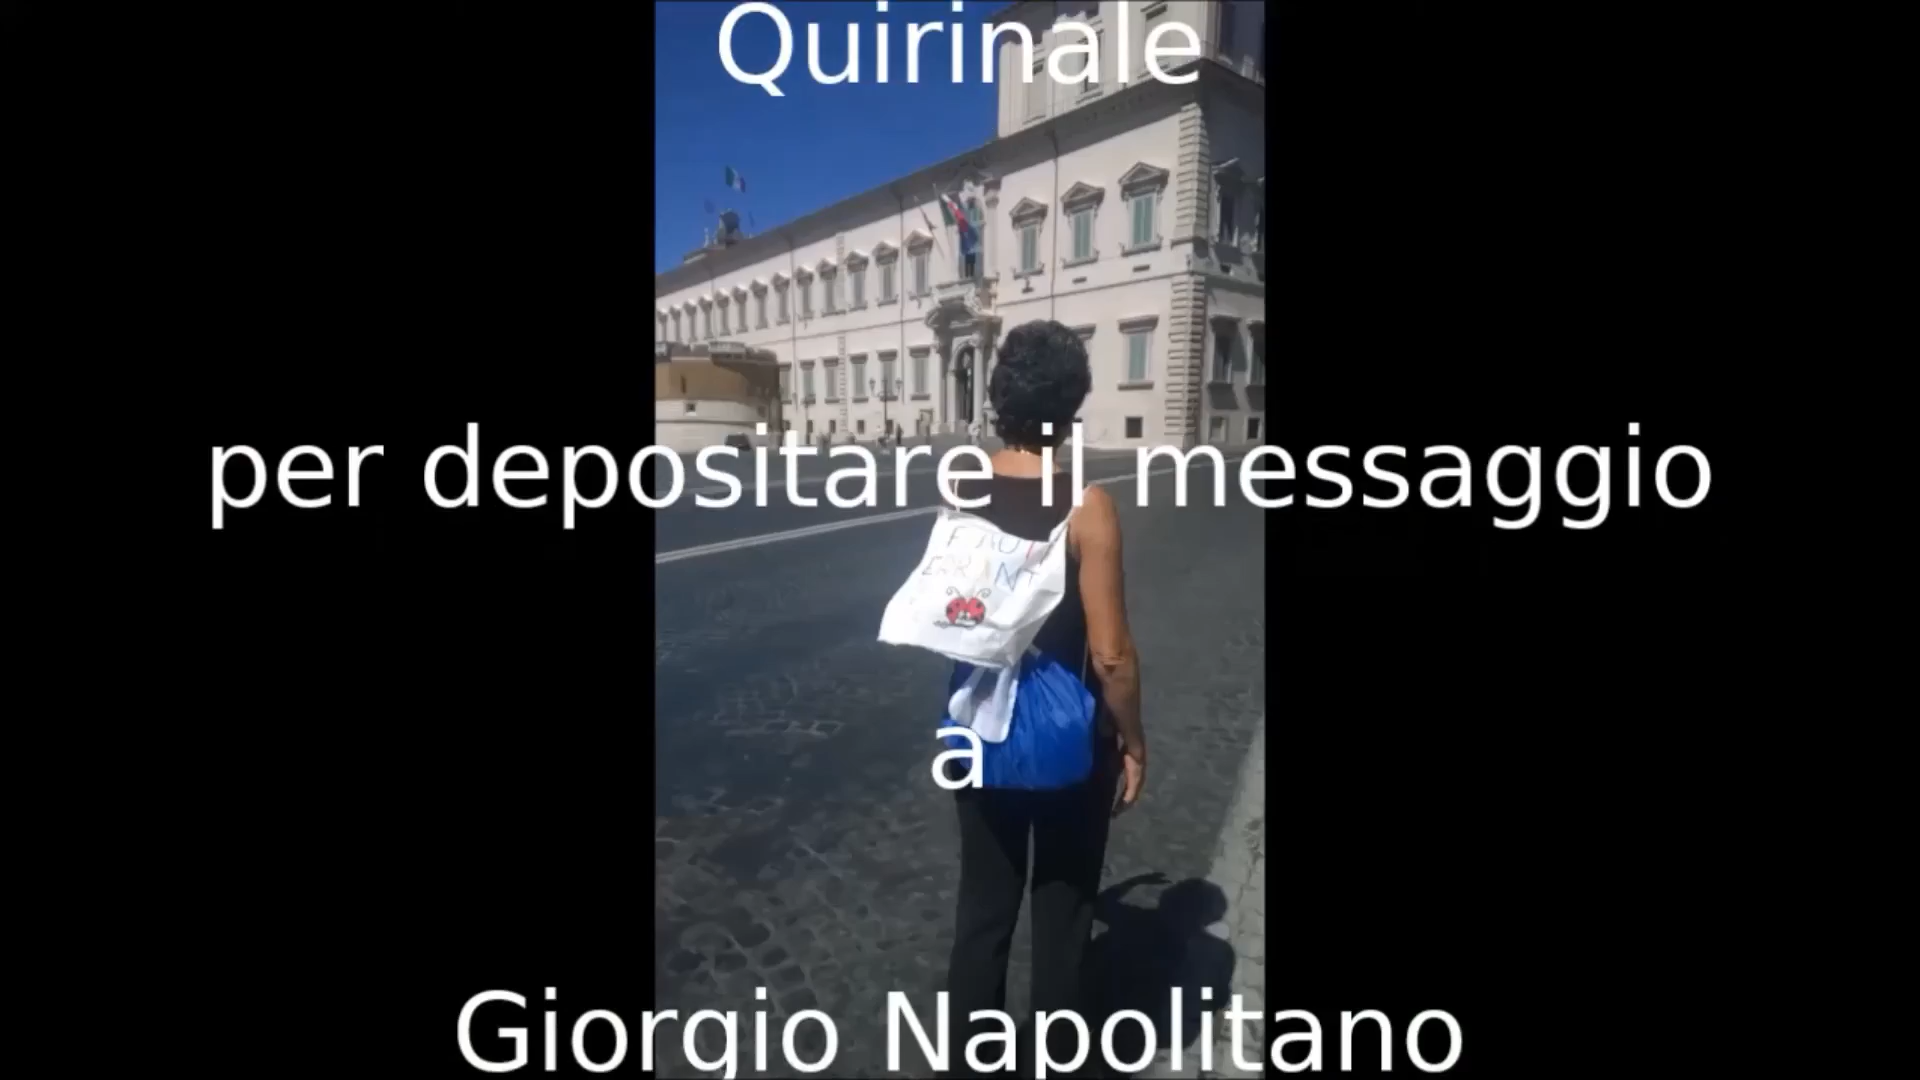 Quirinale
per depositare il messaggio
a
Giorgio Napolitano